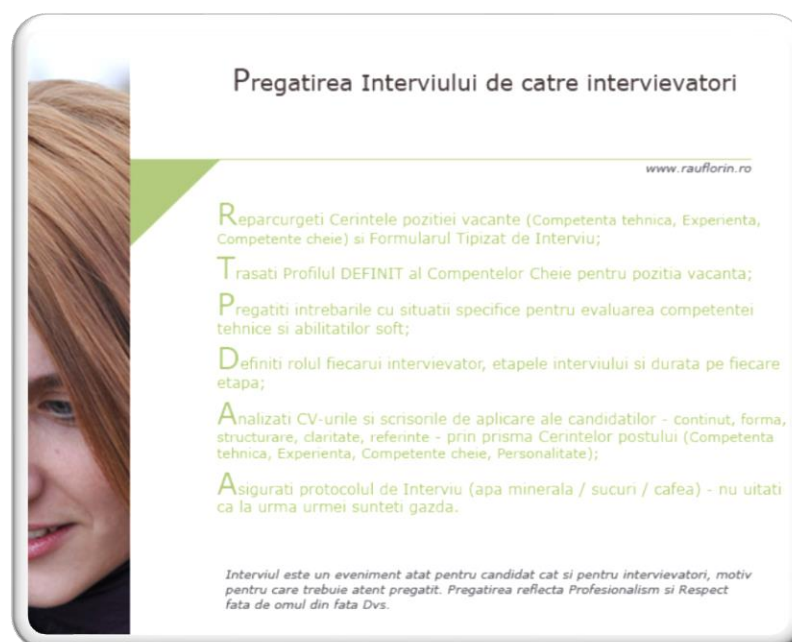 Pregatirea Interviului de catre intervievatori
www.rauflorin.ro
Reparcurgeti Cerintele pozitiei vacante (Competenta tehnica, Experienta,
Competente cheie) si Formularul Tipizat de Interviu;
Trasati Profilul DEFINIT al Compentelor Cheie pentru pozitia vacanta;
Pregatiti intrebarile cu situatii specifice pentru evaluarea competentei
tehnice si abilitatilor soft;
Definiti rolul fiecarui intervievator, etapele interviului si durata pe fiecare
etapa;
Analizati CV-urile si scrisorile de aplicare ale candidatilor - continut, forma,
structurare, claritate, referinte - prin prisma Cerintelor postului (Competenta
tehnica, Experienta, Competente cheie, Personalitate);
Asigurati protocolul de Interviu (apa minerala / sucuri / cafea) - nu uitati
ca la urma urmei sunteti gazda.
Interviul este un eveniment atat pentru candidat cat si pentru intervievatori, motiv
pentru care trebuie atent pregatit. Pregatirea reflecta Profesionalism si Respect
fata de omul din fata Dvs.